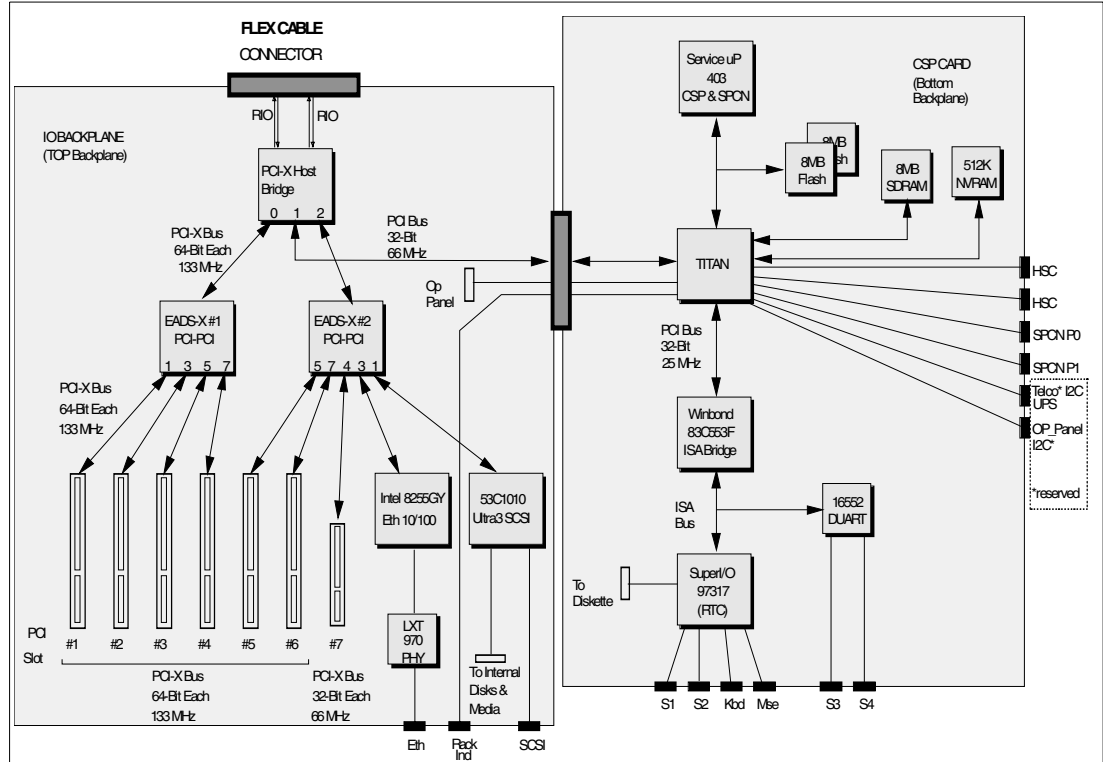 FLEX CABLE
CONNECTOR
RIO
RIO
IO BACKPLANE
(TOP Backplane)
PCI-X Host
Bridge
0 1 2
PCI-X Bus
64-Bit Each
133 MHz
PCI Bus
32-Bit
66 MHz
Op
Panel
EADS-X #1
PCI-PCI
1 3 5 7
EADS-X #2
PCI-PCI
5 7 4 3 1
PCI-X Bus
64-Bit Each
133 MHz
Intel 8255GY
Eth 10/100
53C1010
Ultra3 SCSI
LXT
970
PHY
To Internal
Disks &
Media
PCI
Slot
#1 #2 #3 #4 #5 #6 #7
PCI-X Bus
64-Bit Each
133 MHz
PCI-X Bus
32-Bit Each
66 MHz
Eth
Rack
Ind
SCSI
CSP CARD
(Bottom
Backplane)
Service uP
403
CSP & SPCN
8MB
sh
8MB
Flash
8MB
SDRAM
512K
NVRAM
TITAN
HSC
HSC
SPCN P0
SPCN P1
Telco* I2C
UPS
OP_Panel
I2C*
*reserved
PCI Bus
32-Bit
25 MHz
Winbond
83C553F
ISA Bridge
ISA
Bus
16552
DUART
To
Diskette
SuperI/O
97317
(RTC)
S1 S2 Kbd Mse S3 S4